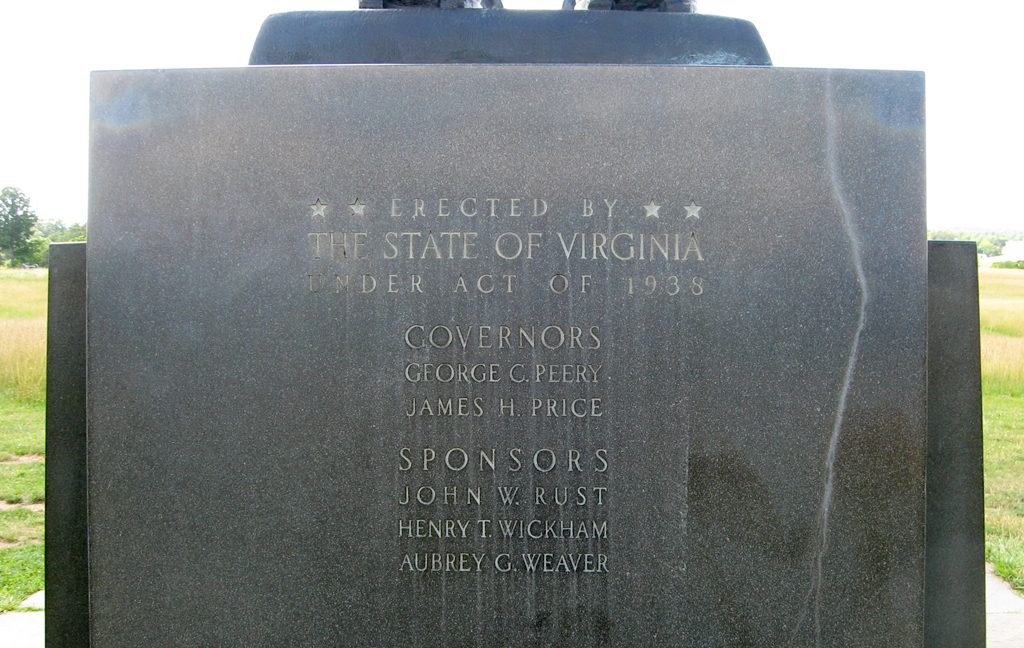 ★ ★ ERECTED BY ★ ★
THE STATE OF VIRGINIA
UNDER ACT OF 1938
GOVERNORS
GEORGE C. PEERY
JAMES H. PRICE
SPONSORS
JOHN W. RUST
HENRY T. WICKHAM
AUBREY G. WEAVER